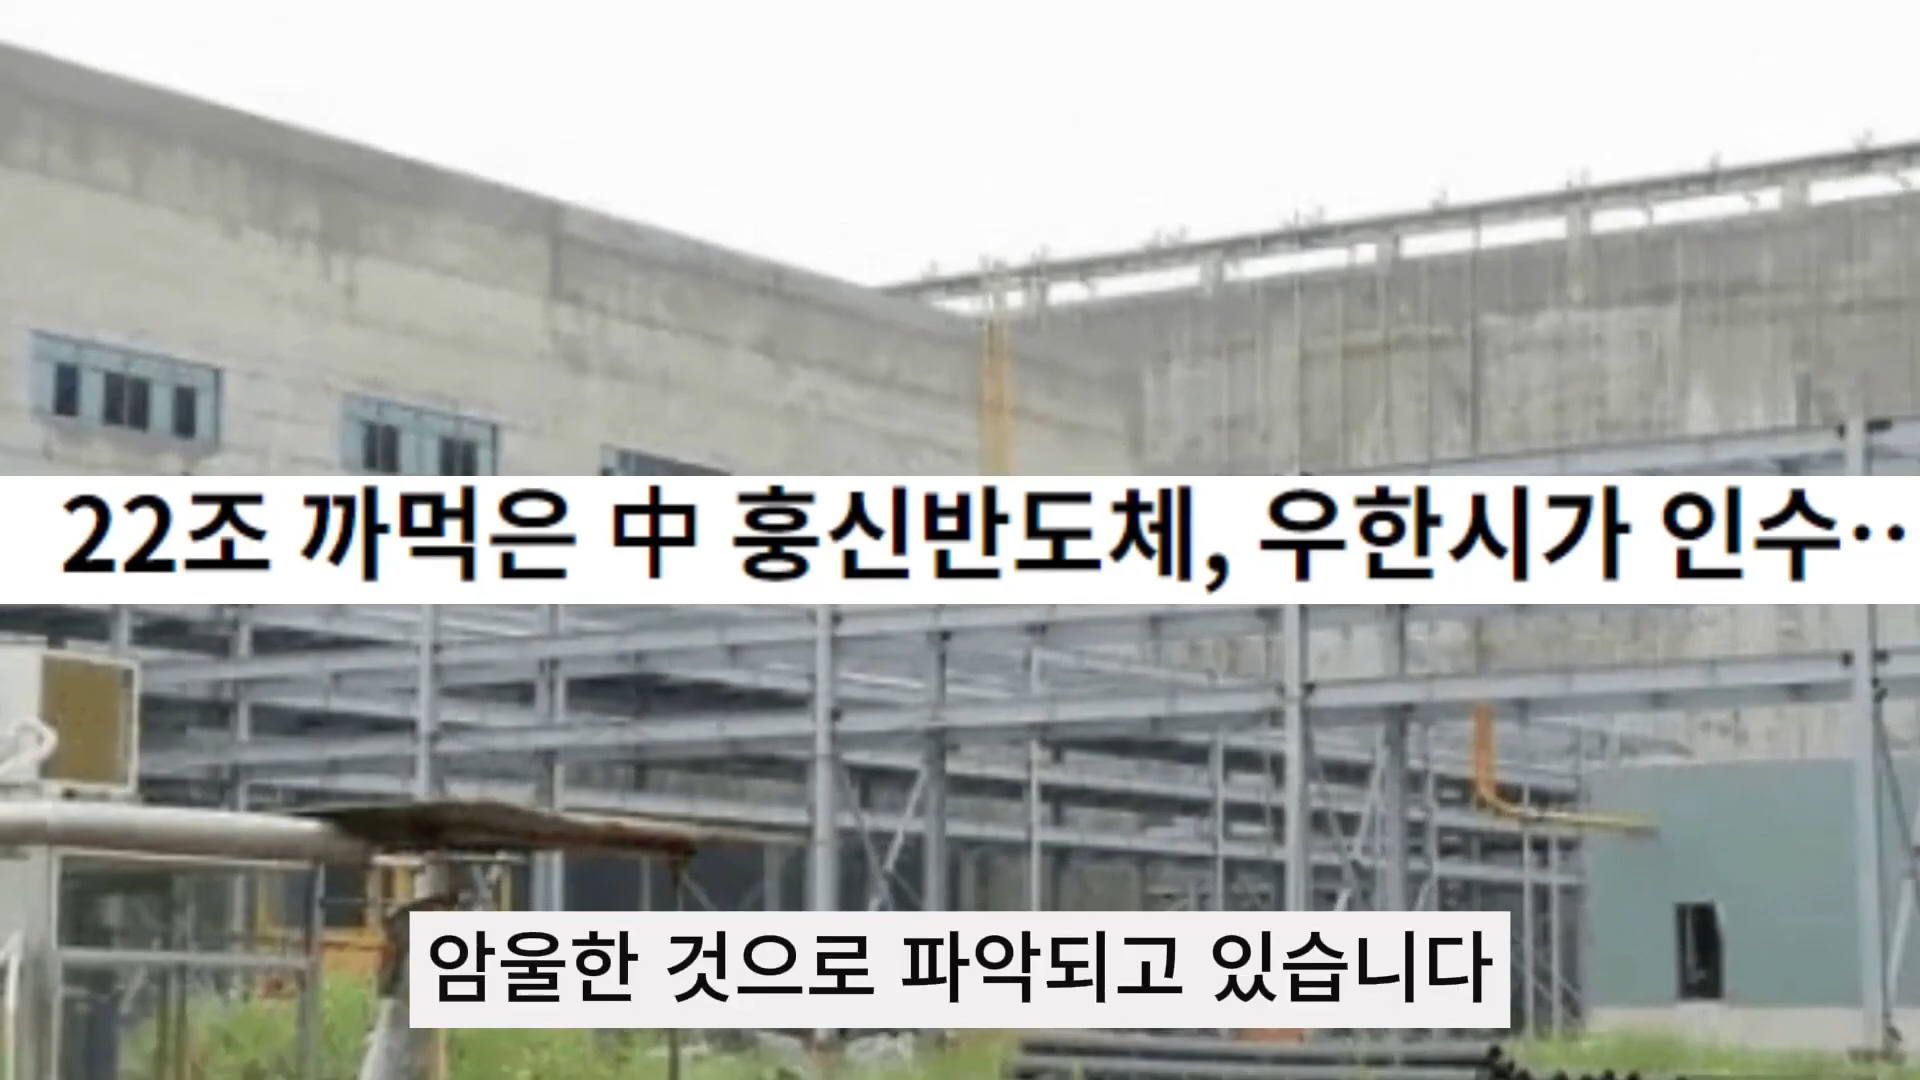 22조 까먹은 中 훙신반도체, 우한시가 인수··
암울한 것으로 파악되고 있습니다